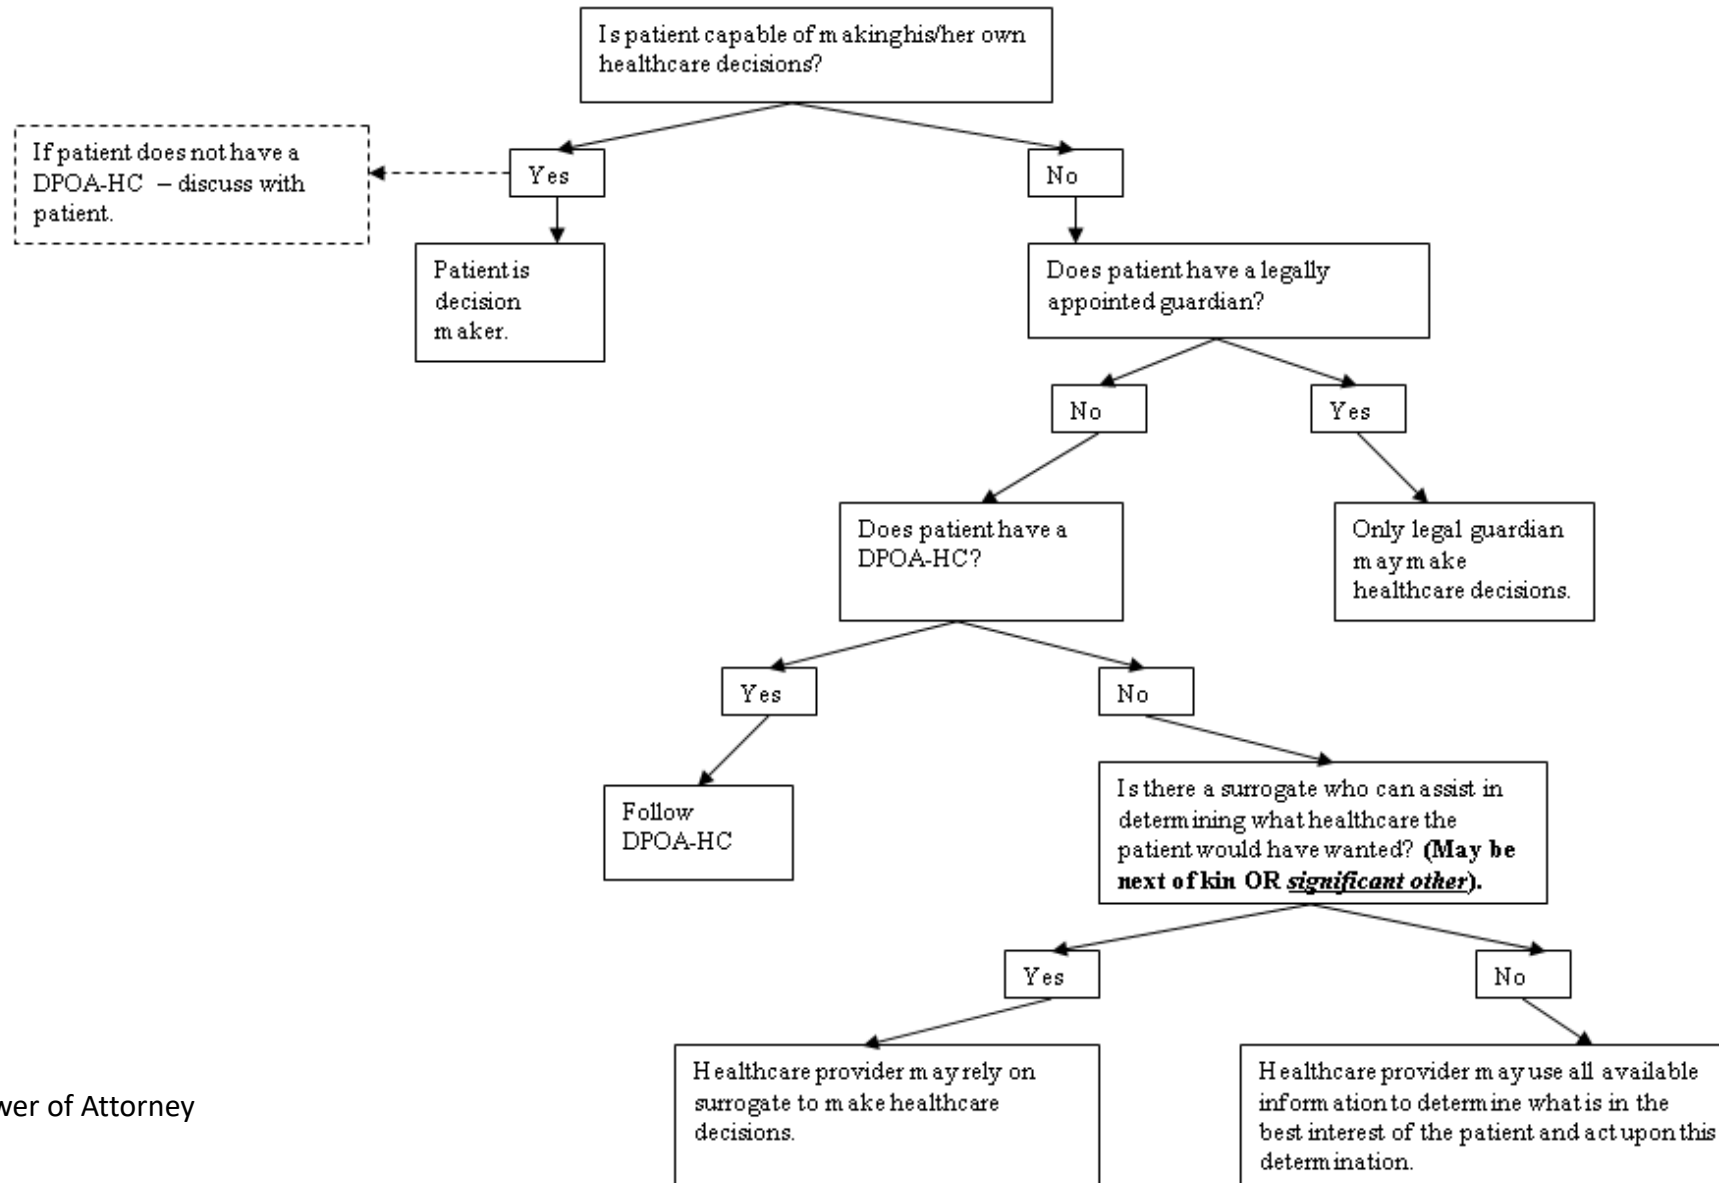 Is patient capable of makinghis/her own
healthcare decisions?
If patient does not have a
DPOA-HC – discuss with
patient.
Yes
No
Patient is
decision
maker.
Does patient have a legally
appointed guardian?
No
Yes
Does patient have a
DPOA-HC?
Only legal guardian
may make
healthcare decisions.
Yes
No
Follow
DPOA-HC
Is there a surrogate who can assist in
determining what healthcare the
patient would have wanted? (May be
next of kin OR significant other).
Yes
No
Healthcare provider may rely on
surrogate to make healthcare
decisions.
Healthcare provider may use all available
information to determine what is in the
best interest of the patient and act upon this
determination.
of Attorney